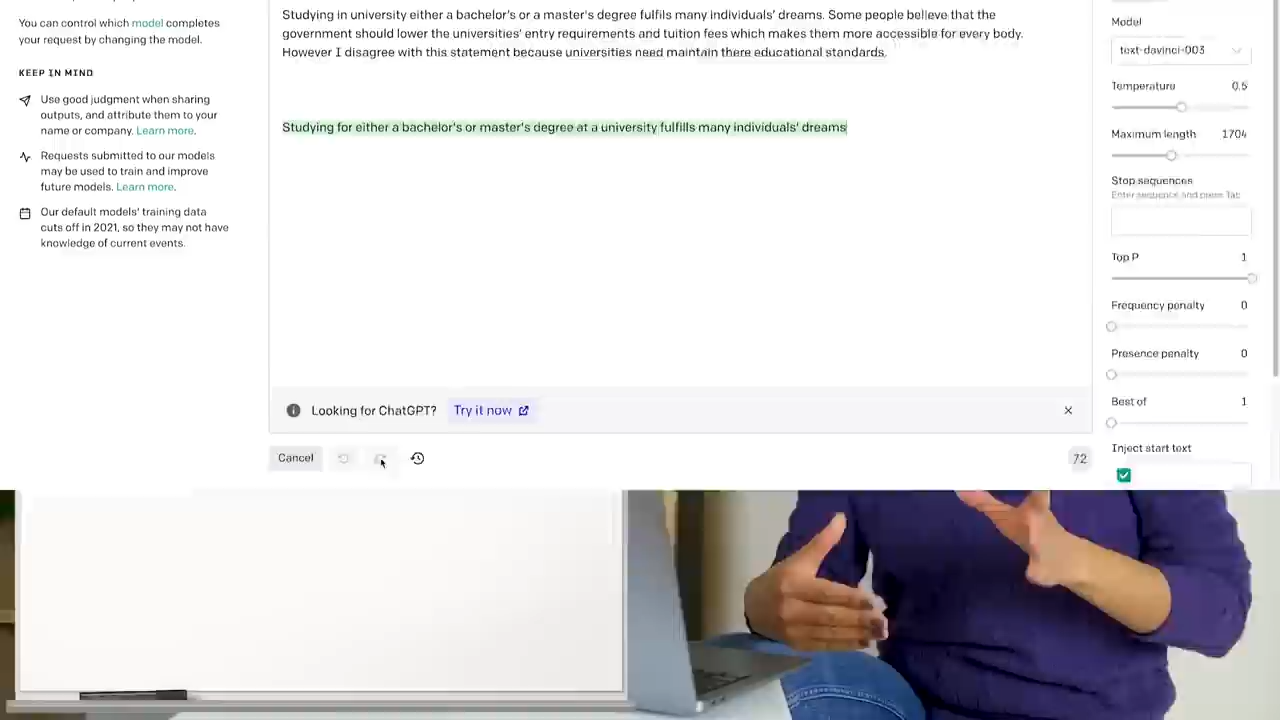 You can control which model completes
your request by changing the model.
KEEP IN MIND
Use good judgment when sharing
outputs, and attribute them to your
name or company. Learn more.
Requests submitted to our models
may be used to train and improve
future models. Learn more.
Our default models' training data
cuts off in 2021, so they may not have
knowledge of current events.
Studying in university either a bachelor's or a master's degree fulfils many individuals' dreams. Some people believe that the
government should lower the universities' entry requirements and tuition fees which makes them more accessible for every body.
However I disagree with this statement because universities need maintain there educational standards.
Studying for either a bachelor's or master's degree at a university fulfills many individuals' dreams
Looking for ChatGPT? Try it now
Cancel
72
Model
text-davinci-003
Temperature 0.5
Maximum length 1704
Stop sequences
Enter sequence and press Tab
Top P 1
Frequency penalty 0
Presence penalty 0
Best of 1
Inject start text